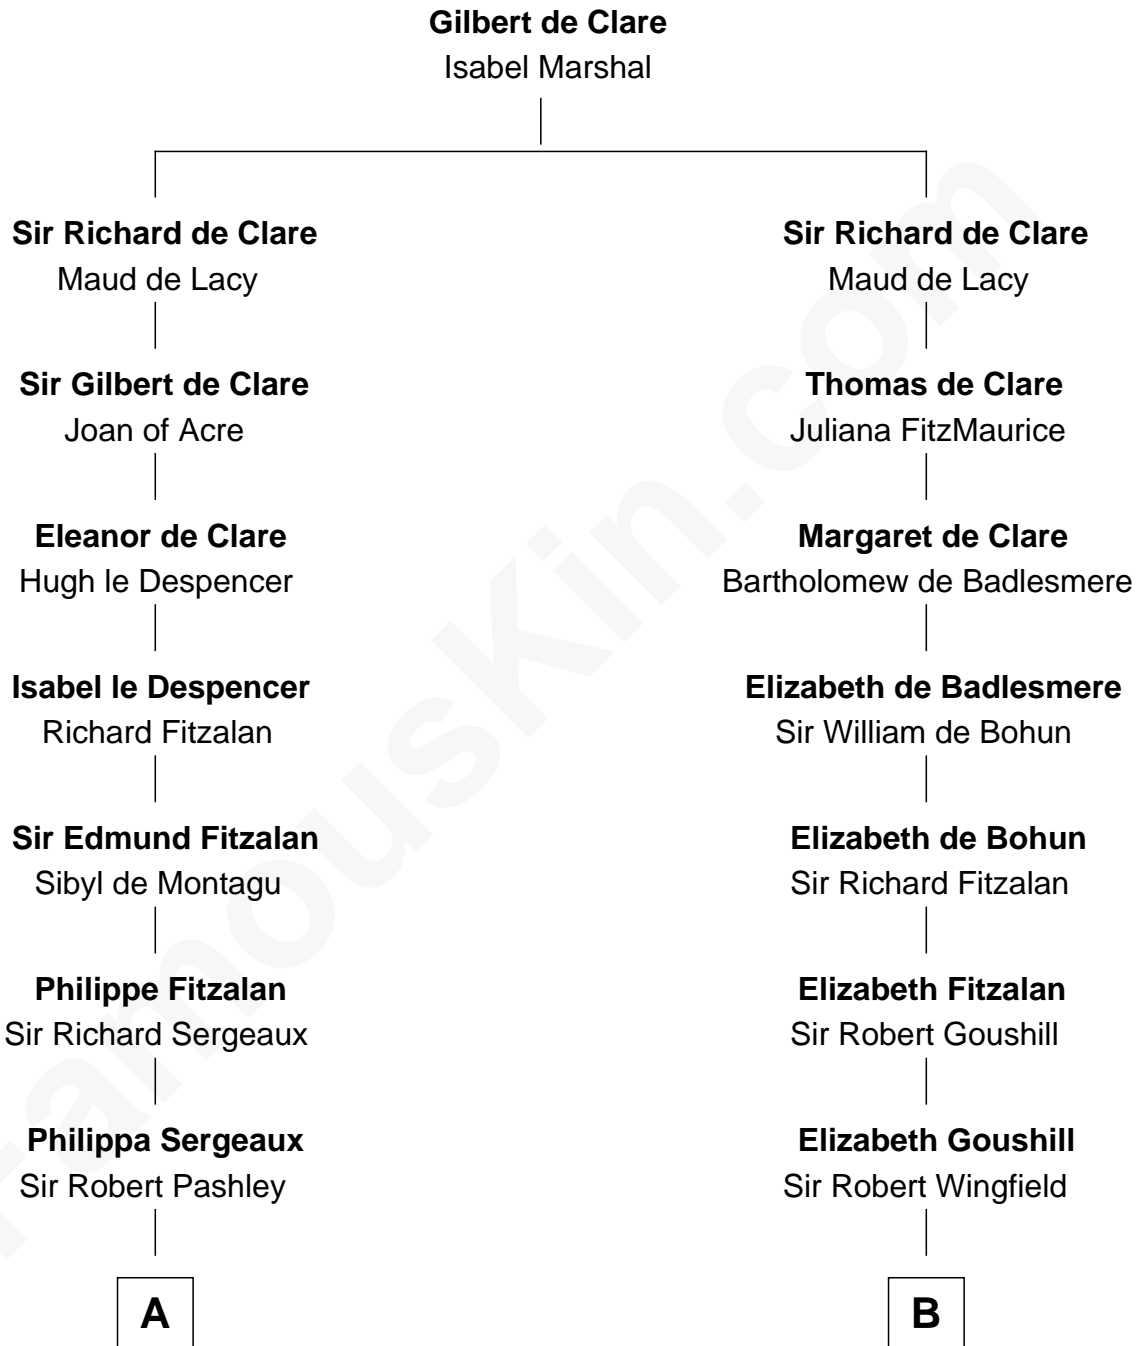 Gilbert de Clare
Isabel Marshal
Sir Richard de Clare
Maud de Lacy
Sir Gilbert de Clare
Joan of Acre
Eleanor de Clare
Hugh le Despencer
Isabel le Despencer
Richard Fitzalan
Sir Edmund Fitzalan
Sibyl de Montagu
Philippe Fitzalan
Sir Richard Sergeaux
Philippa Sergeaux
Sir Robert Pashley
A
Sir Richard de Clare
Maud de Lacy
Thomas de Clare
Juliana FitzMaurice
Margaret de Clare
Bartholomew de Badlesmere
Elizabeth de Badlesmere
Sir William de Bohun
Elizabeth de Bohun
Sir Richard Fitzalan
Elizabeth Fitzalan
Sir Robert Goushill
Elizabeth Goushill
Sir Robert Wingfield
B
FamousKin.com